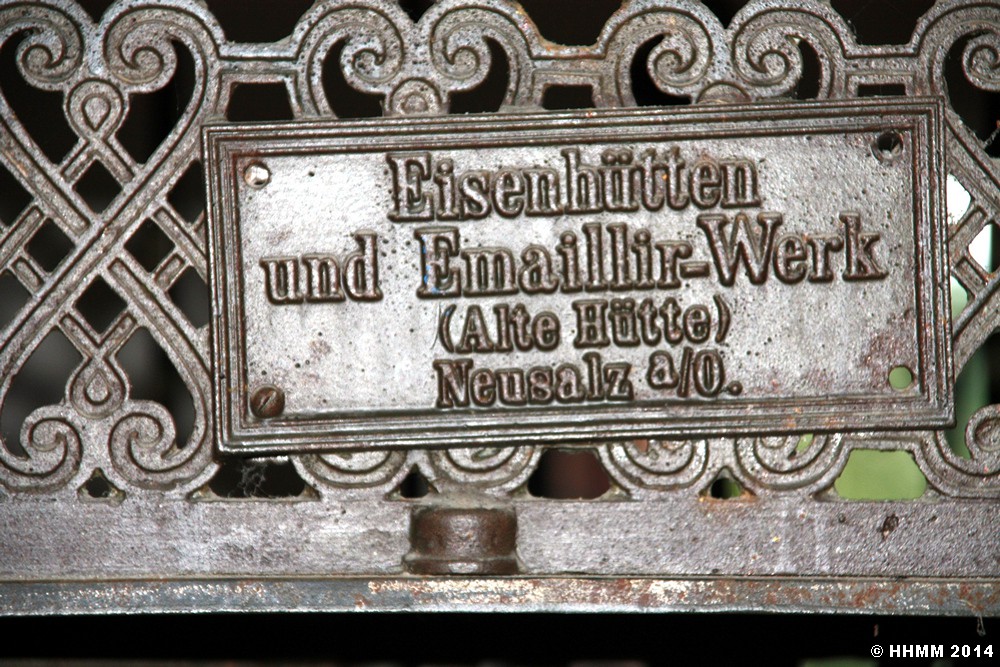 Eisenhütten
und Emaillir-Werk
(Alte Hütte)
Neusalz a/O.
© HHMM 2014